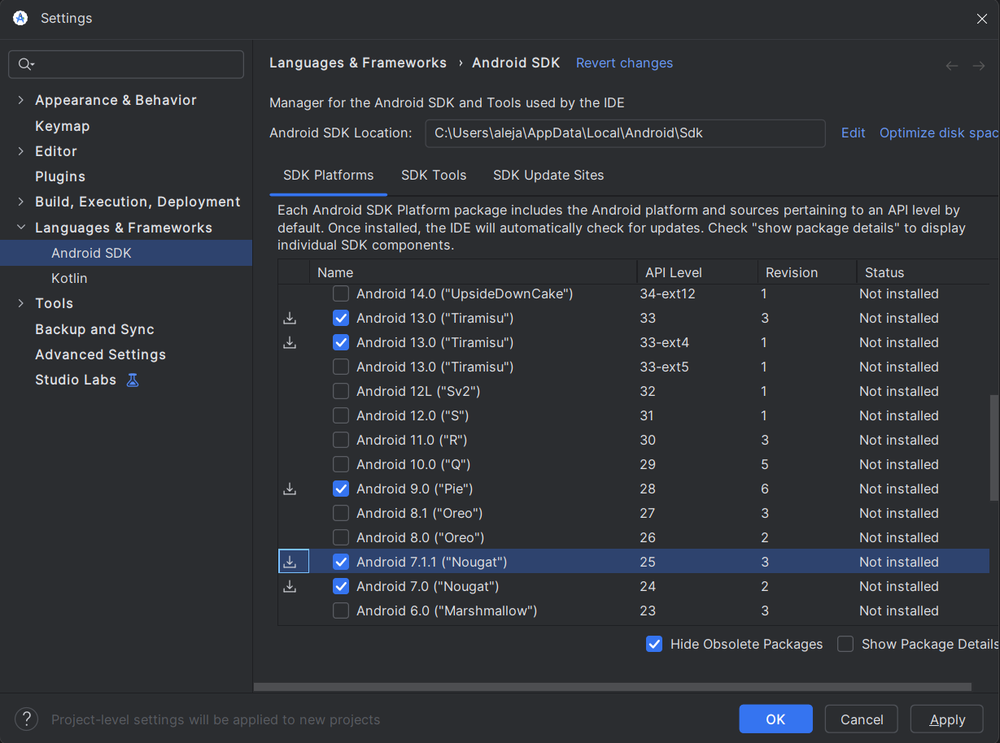 Settings
Languages & Frameworks › Android SDK Revert changes
Appearance & Behavior
Keymap
Editor
Plugins
Build, Execution, Deployment
Languages & Frameworks
Android SDK
Kotlin
Tools
Backup and Sync
Advanced Settings
Studio Labs
Manager for the Android SDK and Tools used by the IDE
Android SDK Location: C:\Users\aleja\AppData\Local\Android\Sdk Edit Optimize disk spac
SDK Platforms SDK Tools SDK Update Sites
Each Android SDK Platform package includes the Android platform and sources pertaining to an API level by
default. Once installed, the IDE will automatically check for updates. Check "show package details" to display
individual SDK components.
Name API Level Revision Status
Android 14.0 ("UpsideDownCake") 34-ext12 1 Not installed
Android 13.0 ("Tiramisu") 33 3 Not installed
Android 13.0 ("Tiramisu") 33-ext4 1 Not installed
Android 13.0 ("Tiramisu") 33-ext5 1 Not installed
Android 12L ("Sv2") 32 1 Not installed
Android 12.0 ("S") 31 1 Not installed
Android 11.0 ("R") 30 3 Not installed
Android 10.0 ("Q") 29 5 Not installed
Android 9.0 ("Pie") 28 6 Not installed
Android 8.1 ("Oreo") 27 3 Not installed
Android 8.0 ("Oreo") 26 2 Not installed
Android 7.1.1 ("Nougat") 25 3 Not installed
Android 7.0 ("Nougat") 24 2 Not installed
Android 6.0 ("Marshmallow") 23 3 Not installed
Hide Obsolete Packages Show Package Details
? Project-level settings will be applied to new projects
OK Cancel Apply